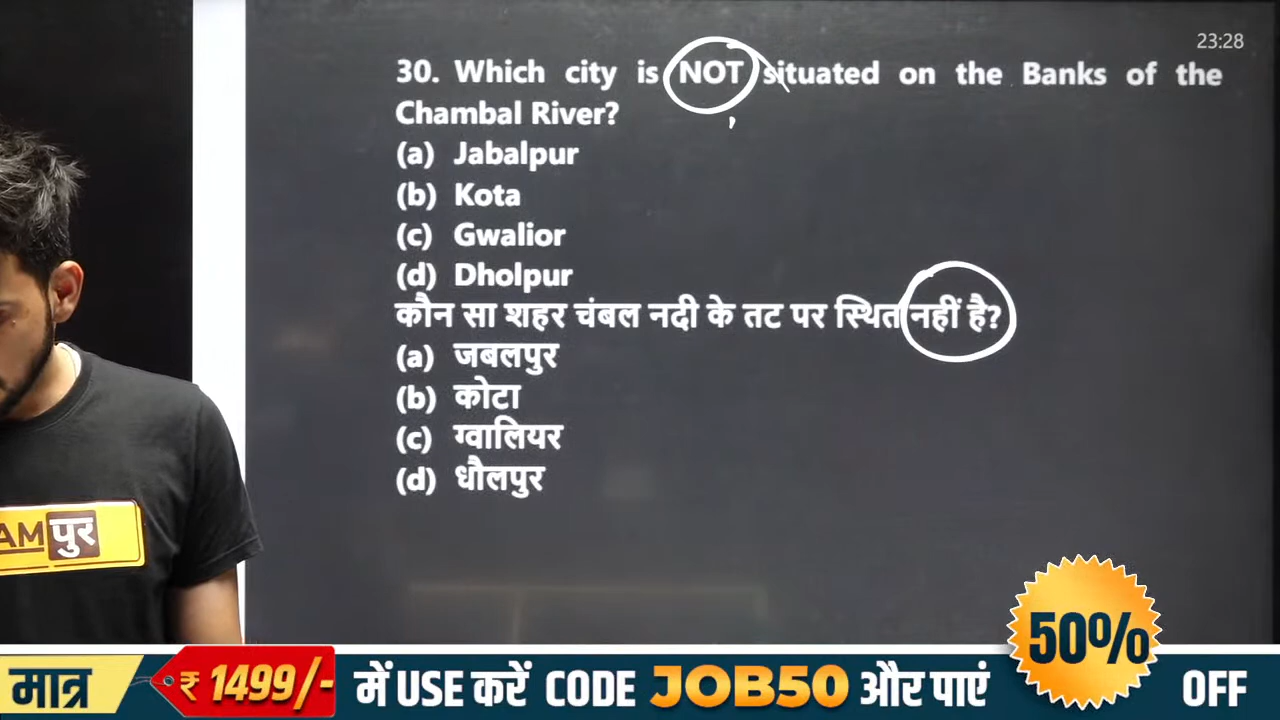 23:28
30. Which city is NOT situated on the Banks of the
Chambal River?
(a) Jabalpur
(b) Kota
(c) Gwalior
(d) Dholpur
कौन सा शहर चंबल नदी के तट पर स्थित नहीं है?
(a) जबलपुर
(b) कोटा
(c) ग्वालियर
(d) धौलपुर
AMपुर
मात्र ₹ 1499/- में USE करें CODE JOB50 और पाएं 50% OFF